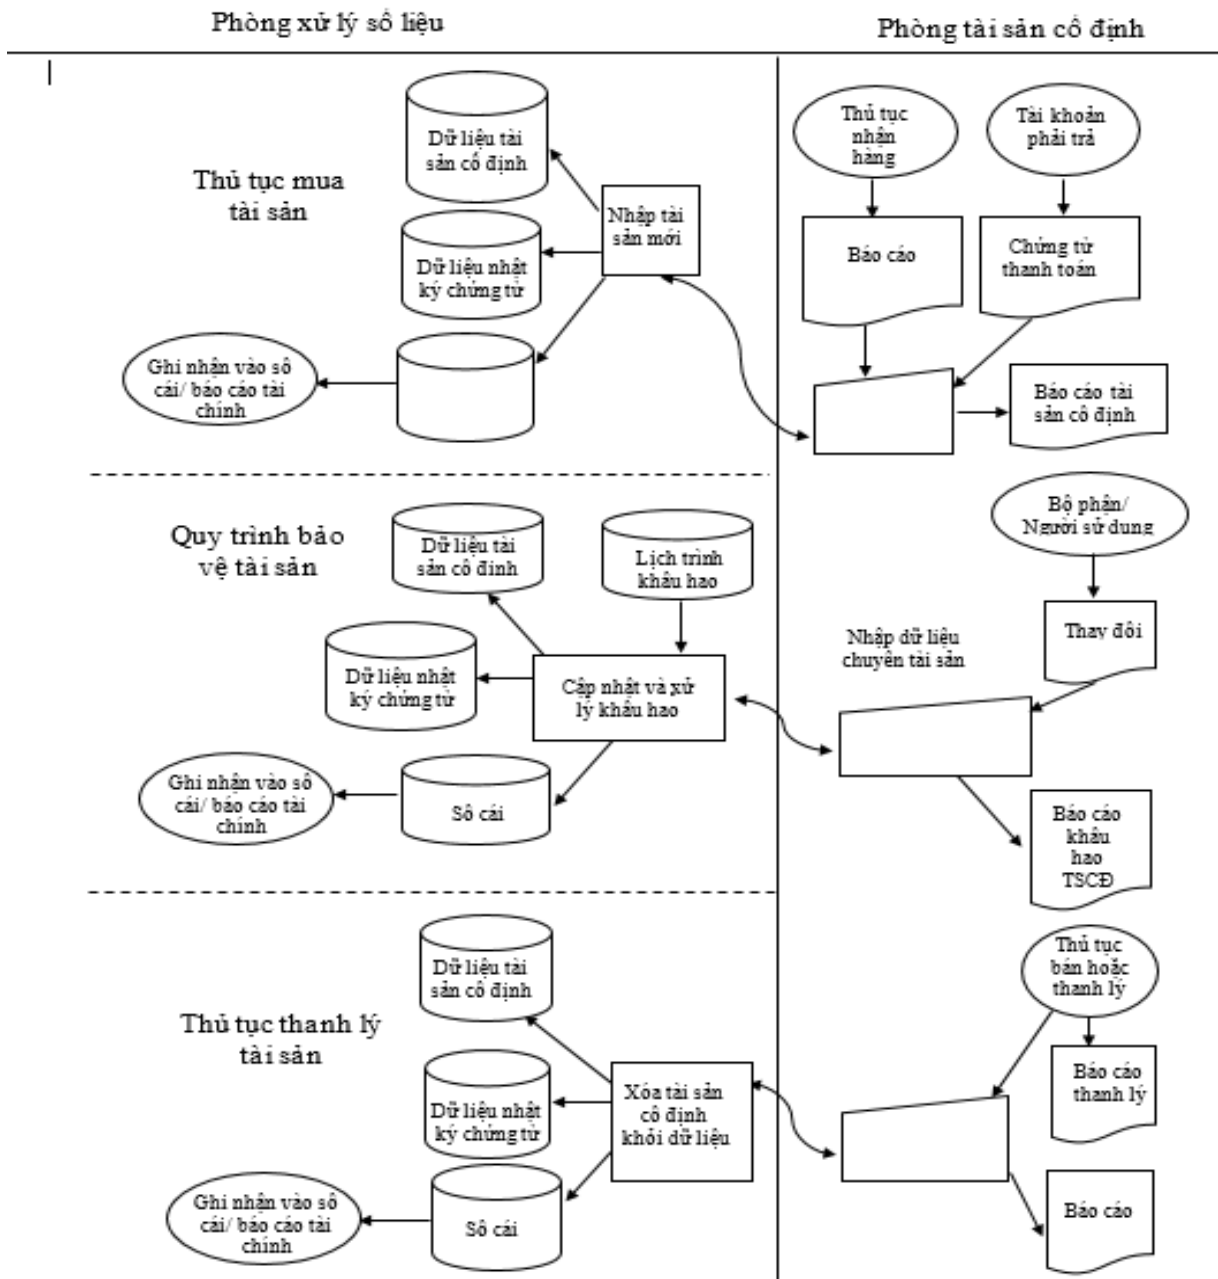 Phòng xử lý số liệu
Phòng tài sản cố định
Thủ tục mua
tài sản
Dữ liệu tài
sản cố định
Dữ liệu nhật
ký chứng từ
Nhập tài
sản mới
Ghi nhận vào sổ
cái/ báo cáo tài
chính
Thủ tục
nhận
hàng
Tài khoản
phải trả
Báo cáo
Chứng từ
thanh toán
Báo cáo tài
sản cố định
Quy trình bảo
vệ tài sản
Dữ liệu tài
sản cố định
Lịch trình
khấu hao
Dữ liệu nhật
ký chứng từ
Cập nhật và xử
lý khấu hao
Ghi nhận vào sổ
cái/ báo cáo tài
chính
Sổ cái
Bộ phận/
Người sử dung
Thay đổi
Nhập dữ liệu
chuyển tài sản
Báo cáo
khấu
hao
TSCĐ
Thủ tục thanh lý
tài sản
Dữ liệu tài
sản cố định
Dữ liệu nhật
ký chứng từ
Xóa tài sản
cố định
khỏi dữ liệu
Ghi nhận vào sổ
cái/ báo cáo tài
chính
Sổ cái
Thủ tục
bán hoặc
thanh lý
Báo cáo
thanh lý
Báo cáo